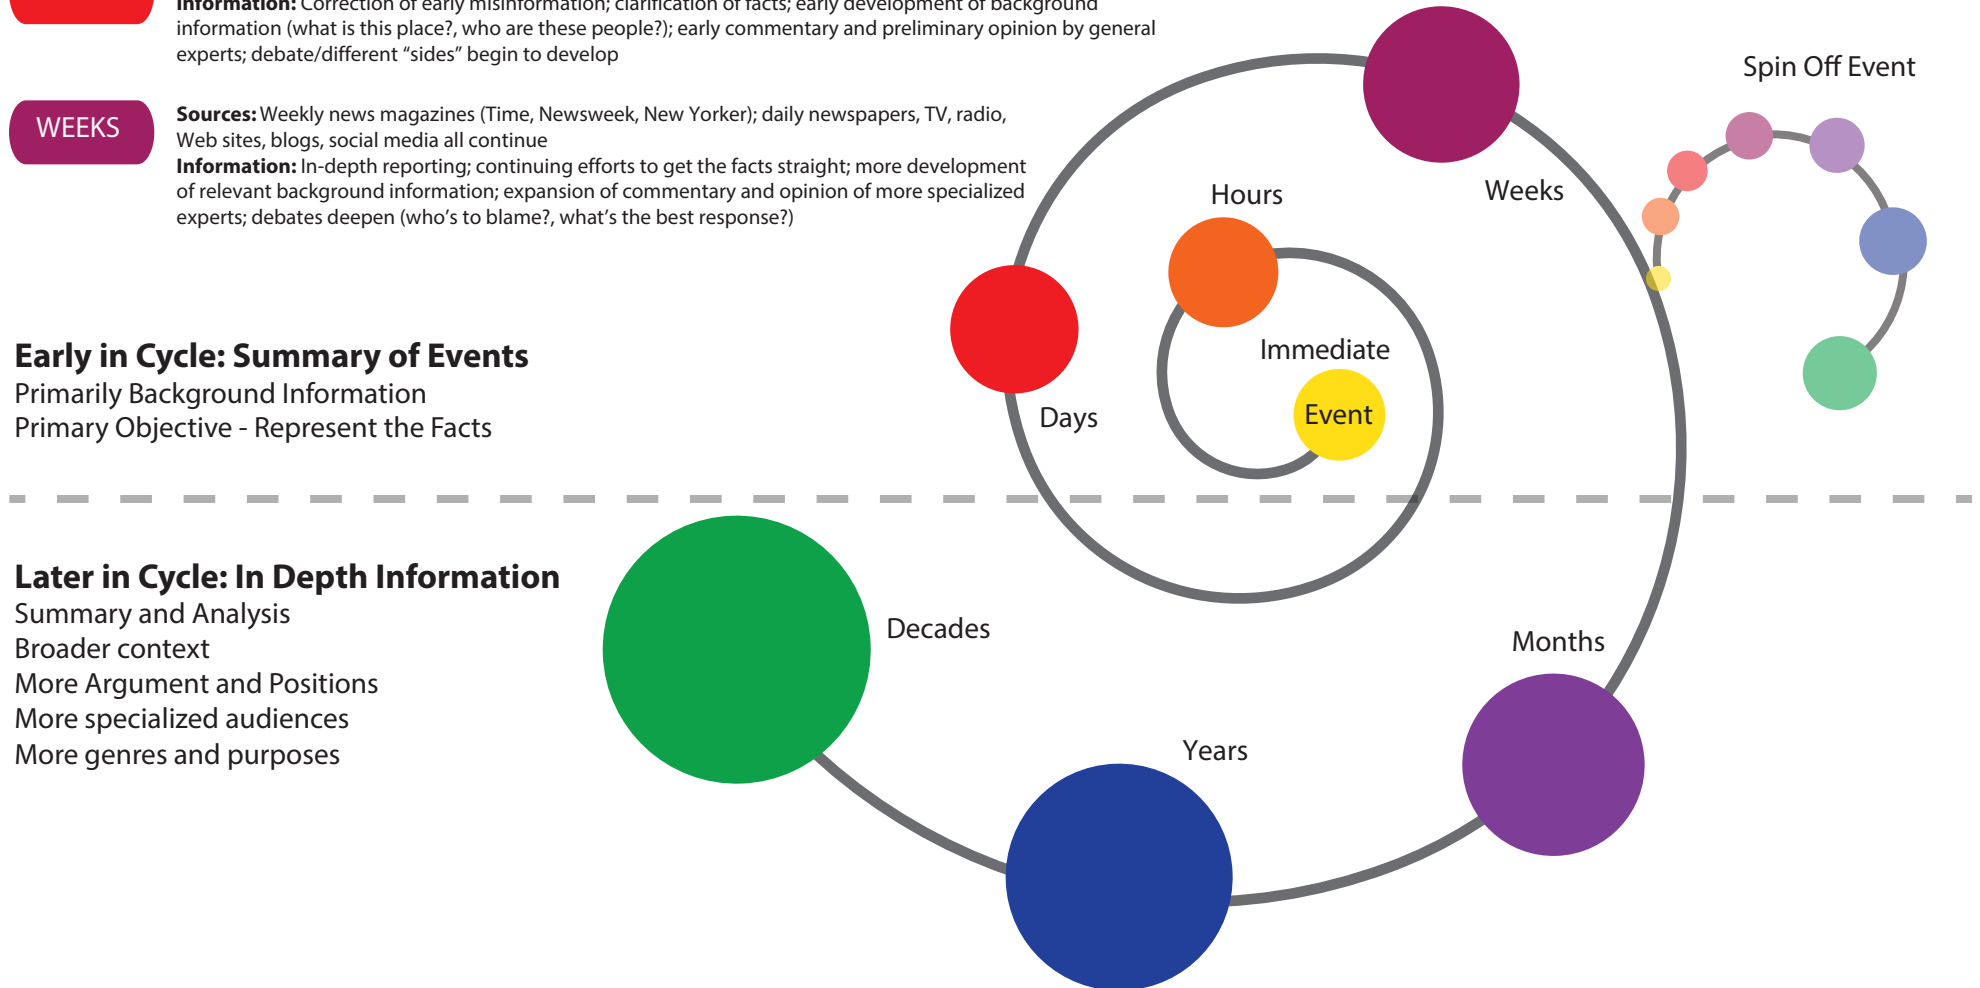 Information: Correction of early misinformation; clarification of facts; early development of background
information (what is this place?, who are these people?); early commentary and preliminary opinion by general
experts; debate/different “sides” begin to develop
WEEKS
Sources: Weekly news magazines (Time, Newsweek, New Yorker); daily newspapers, TV, radio,
Web sites, blogs, social media all continue
Information: In-depth reporting; continuing efforts to get the facts straight; more development
of relevant background information; expansion of commentary and opinion of more specialized
experts; debates deepen (who’s to blame?, what’s the best response?)
Early in Cycle: Summary of Events
Primarily Background Information
Primary Objective - Represent the Facts
Later in Cycle: In Depth Information
Summary and Analysis
Broader context
More Argument and Positions
More specialized audiences
More genres and purposes
Spin Off Event
Weeks
Hours
Immediate
Event
Days
Decades
Months
Years